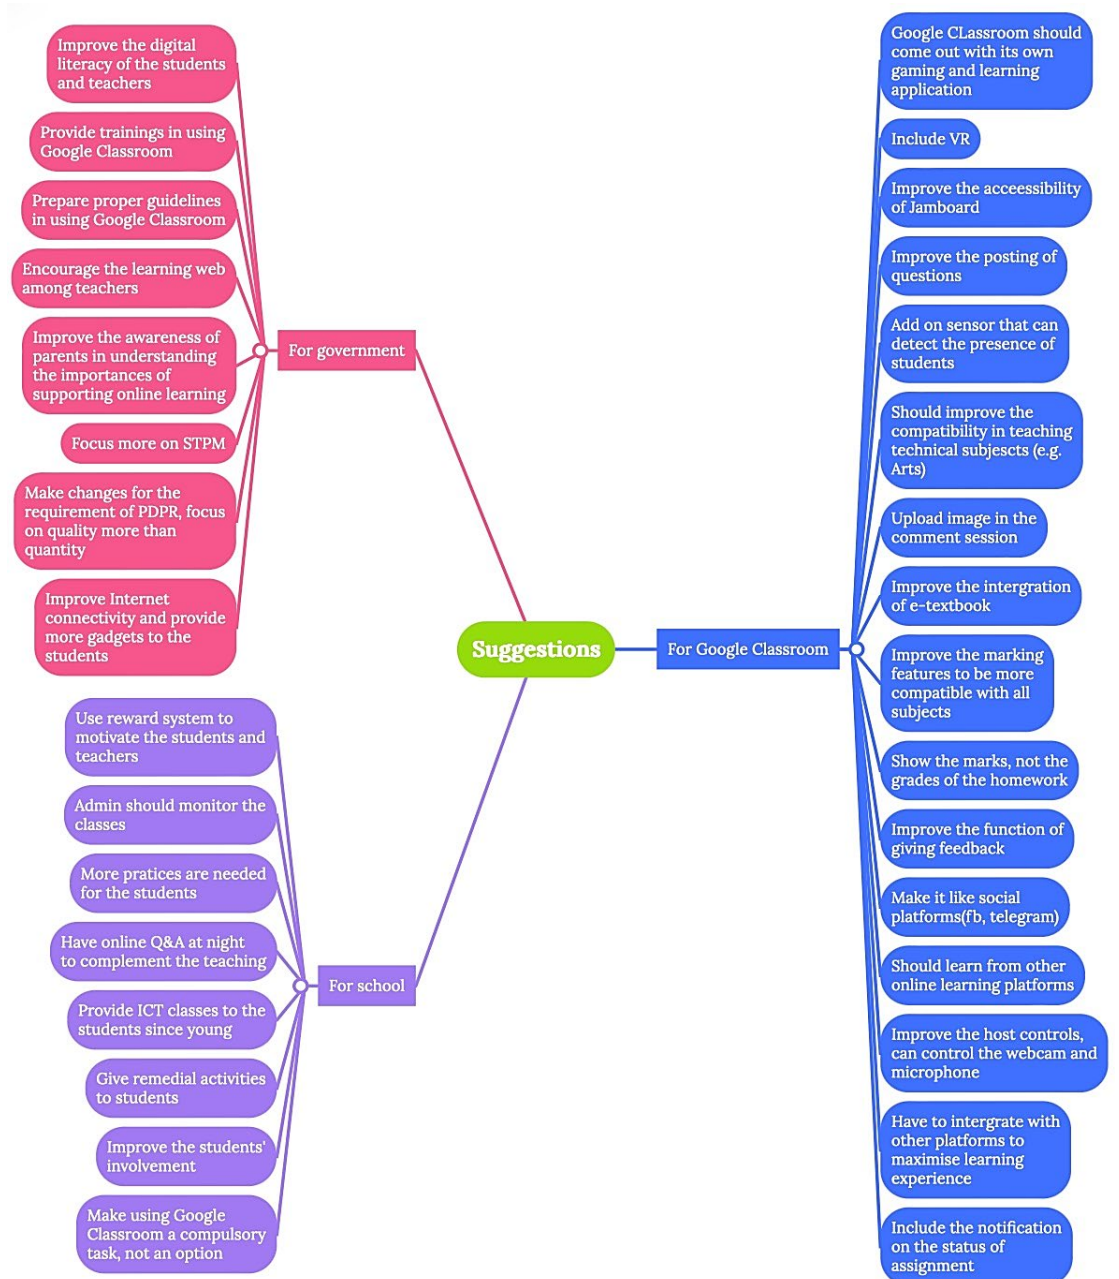 Improve the digital
literacy of the students
and teachers
Provide trainings in using
Google Classroom
Prepare proper guidelines
in using Google Classroom
Encourage the learning web
among teachers
Improve the awareness of
parents in understanding
the importances of
supporting online learning
Focus more on STPM
Make changes for the
requirement of PDPR, focus
on quality more than
quantity
Improve Internet
connectivity and provide
more gadgets to the
students
For government
Use reward system to
motivate the students and
teachers
Admin should monitor the
classes
More pratices are needed
for the students
Have online Q&A at night
to complement the teaching
Provide ICT classes to the
students since young
Give remedial activities
to students
Improve the students'
involvement
Make using Google
Classroom a compulsory
task, not an option
For school
Suggestions
For Google Classroom
Google CLassroom should
come out with its own
gaming and learning
application
Include VR
Improve the acceessibility
of Jamboard
Improve the posting of
questions
Add on sensor that can
detect the presence of
students
Should improve the
compatibility in teaching
technical subjescts (e.g.
Arts)
Upload image in the
comment session
Improve the intergration
of e-textbook
Improve the marking
features to be more
compatible with all
subjects
Show the marks, not the
grades of the homework
Improve the function of
giving feedback
Make it like social
platforms(fb, telegram)
Should learn from other
online learning platforms
Improve the host controls,
can control the webcam and
microphone
Have to intergrate with
other platforms to
maximise learning
experience
Include the notification
on the status of
assignment